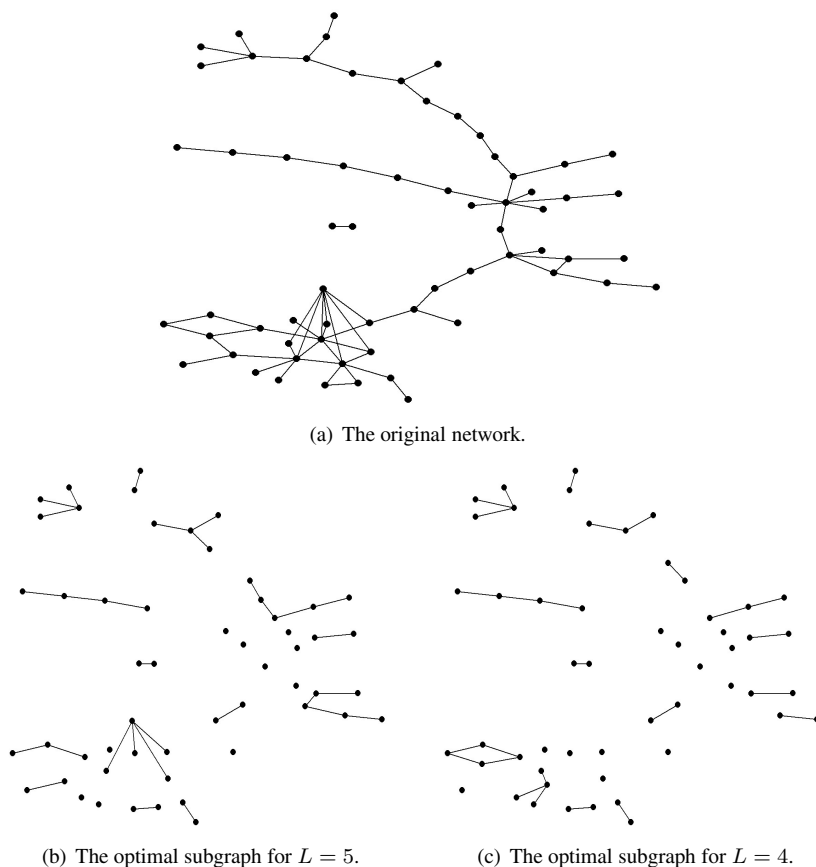 (a) The original network.
(b) The optimal subgraph for L = 5.
(c) The optimal subgraph for L = 4.